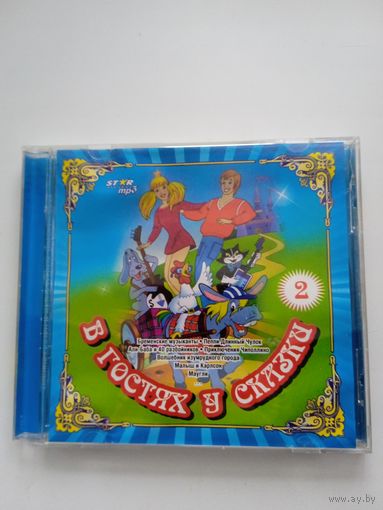 STAR
mp3
2
Бременские музыканты • Пеппи Длинный Чулок
Али Баба и 40 разбойников • Приключения Чиполлино
Волшебник изумрудного города
Малыш и Карлсон
Маугли
В ГОСТЯХ У СКАЗКИ
www.ay.by